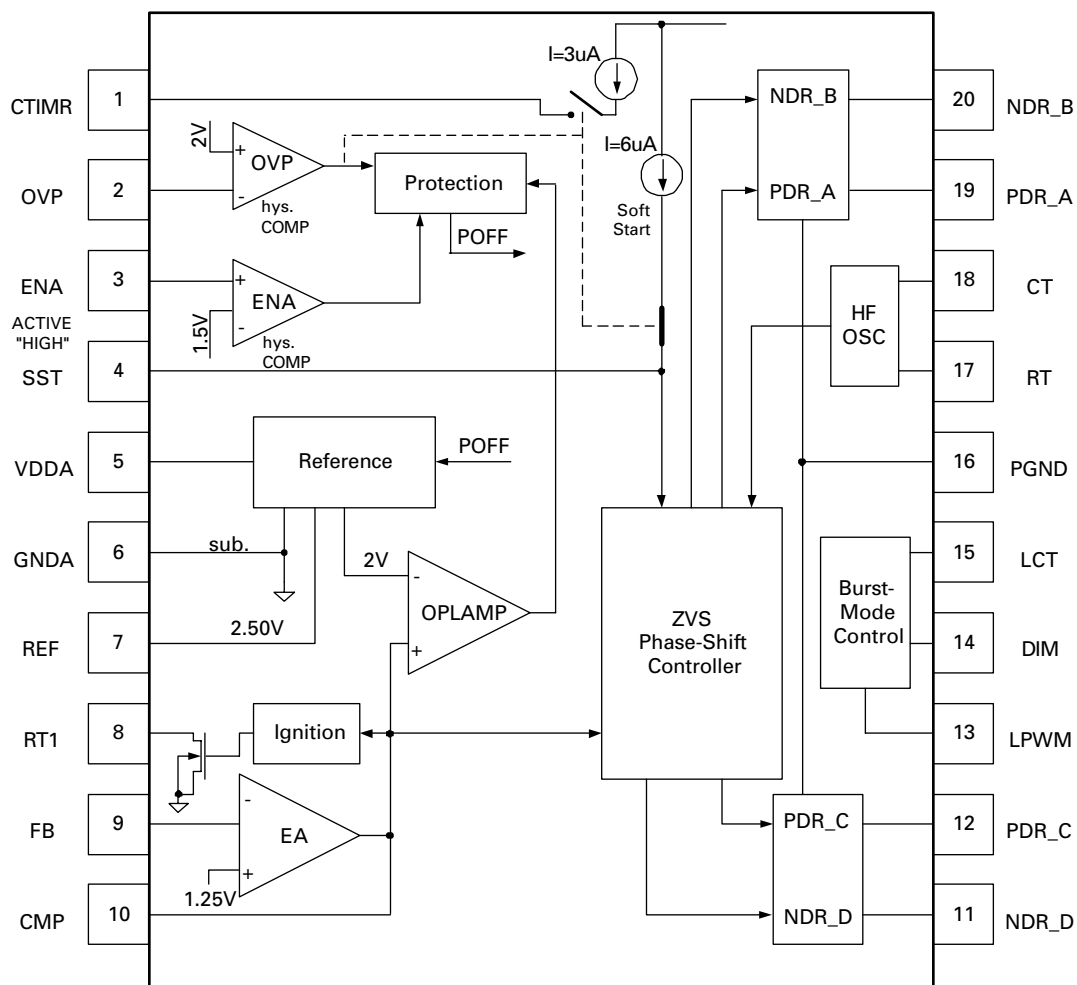 CTIMR
1
OVP
2
ENA
3
ACTIVE
"HIGH"
SST
4
VDDA
5
GNDA
6
REF
7
RT1
8
FB
9
CMP
10
I=3uA
2V
+
OVP
-
hys.
COMP
Protection
POFF
I=6uA
Soft
Start
+
ENA
-
1.5V
hys.
COMP
Reference
POFF
sub.
2.50V
2V
-
OPLAMP
+
Ignition
-
EA
+
1.25V
ZVS
Phase-Shift
Controller
NDR_B
PDR_A
HF
OSC
Burst-
Mode
Control
PDR_C
NDR_D
20
NDR_B
19
PDR_A
18
CT
17
RT
16
PGND
15
LCT
14
DIM
13
LPWM
12
PDR_C
11
NDR_D